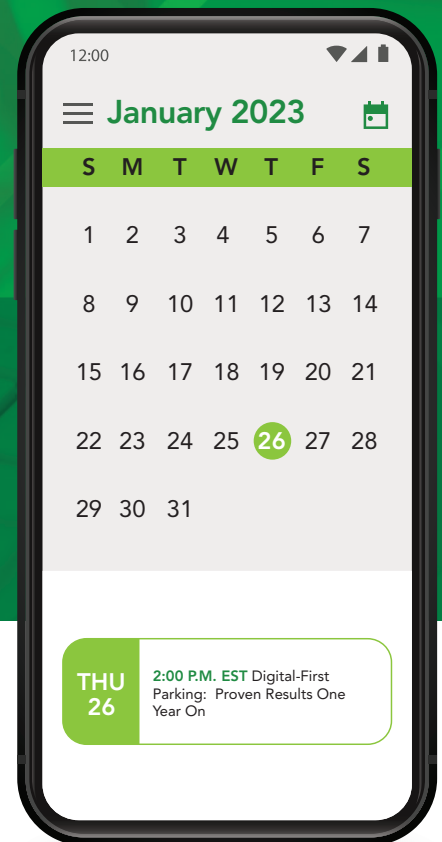 12:00
January 2023
S M T W T F S
1 2 3 4 5 6 7
8 9 10 11 12 13 14
15 16 17 18 19 20 21
22 23 24 25 26 27 28
29 30 31
THU
26
2:00 P.M. EST Digital-First
Parking: Proven Results One
Year On